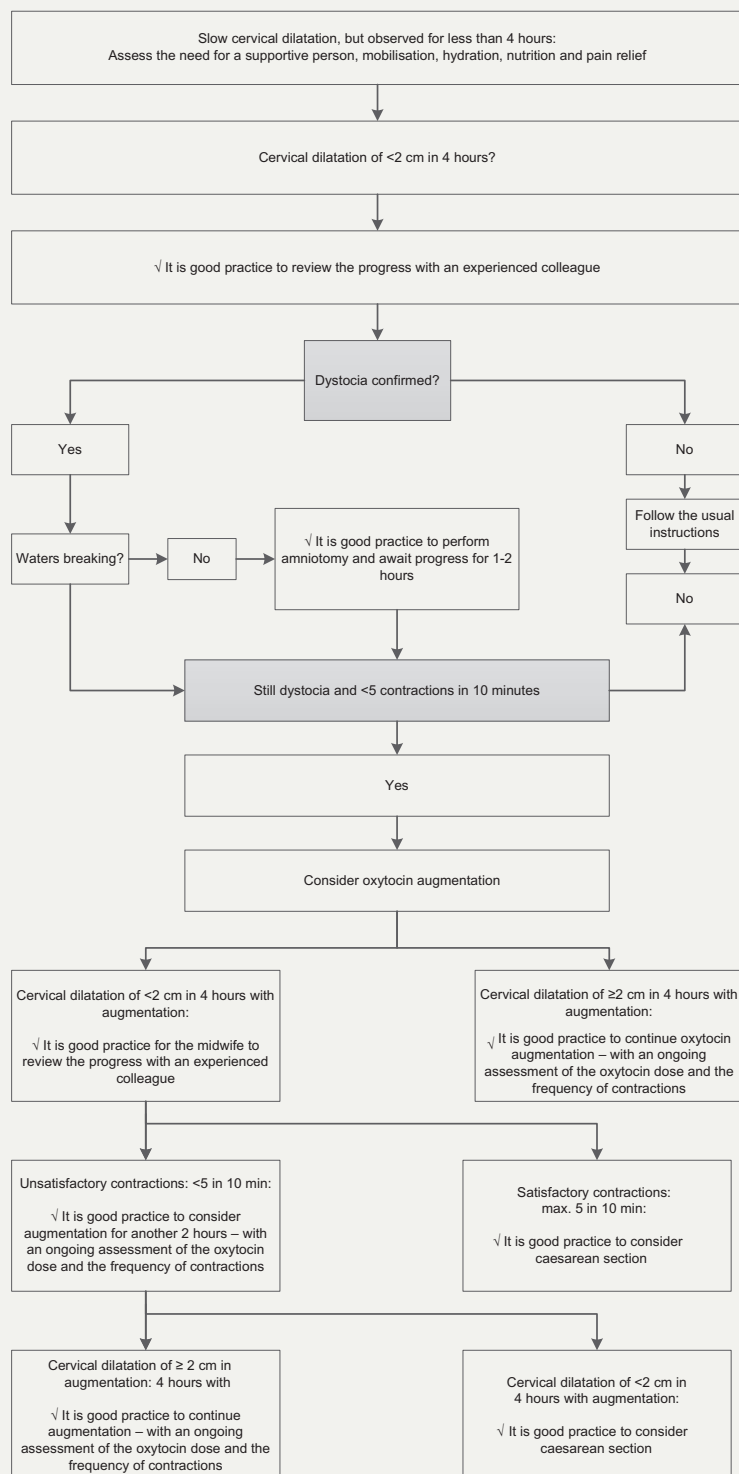 Slow cervical dilatation, but observed for less than 4 hours:
Assess the need for a supportive person, mobilisation, hydration, nutrition and pain relief
Cervical dilatation of <2 cm in 4 hours?
√ It is good practice to review the progress with an experienced colleague
Dystocia confirmed?
Yes
No
Waters breaking?
No
√ It is good practice to perform
amniotomy and await progress for 1-2
hours
Follow the usual
instructions
No
Still dystocia and <5 contractions in 10 minutes
Yes
Consider oxytocin augmentation
Cervical dilatation of <2 cm in 4 hours with
augmentation:
√ It is good practice for the midwife to
review the progress with an experienced
colleague
Cervical dilatation of ≥2 cm in 4 hours with
augmentation:
√ It is good practice to continue oxytocin
augmentation – with an ongoing
assessment of the oxytocin dose and the
frequency of contractions
Unsatisfactory contractions: <5 in 10 min:
√ It is good practice to consider
augmentation for another 2 hours – with
an ongoing assessment of the oxytocin
dose and the frequency of contractions
Satisfactory contractions:
max. 5 in 10 min:
√ It is good practice to consider
caesarean section
Cervical dilatation of ≥ 2 cm in
augmentation: 4 hours with
√ It is good practice to continue
augmentation – with an ongoing
assessment of the oxytocin dose and the
frequency of contractions
Cervical dilatation of <2 cm in
4 hours with augmentation:
√ It is good practice to consider
caesarean section